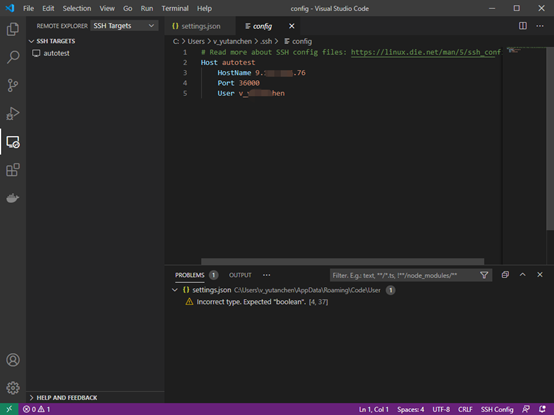 File Edit Selection View Go Run Terminal Help config - Visual Studio Code
REMOTE EXPLORER SSH Targets
settings.json config
SSH TARGETS
autotest
C: > Users > v_yutanchen > .ssh > config
1 # Read more about SSH config files: https://linux.die.net/man/5/ssh_conf
2 Host autotest
3 HostName 9. .76
4 Port 36000
5 User v_ hen
PROBLEMS 1 OUTPUT ··· Filter. E.g.: text, **/*.ts, !**/node_modules/**
settings.json C:\Users\v_yutanchen\AppData\Roaming\Code\User 1
Incorrect type. Expected "boolean". [4, 37]
HELP AND FEEDBACK
0 1 Ln 1, Col 1 Spaces: 4 UTF-8 CRLF SSH Config